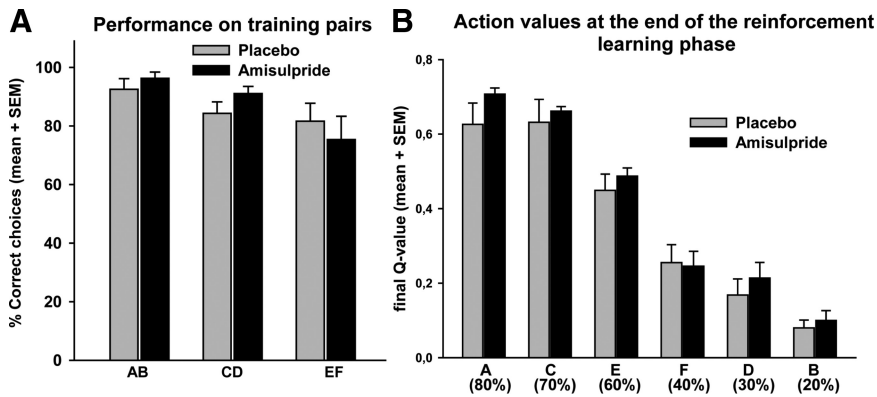 A
Performance on training pairs
Placebo
Amisulpride
% Correct choices (mean + SEM)
100
80
60
40
20
0
AB CD EF
B
Action values at the end of the reinforcement
learning phase
Placebo
Amisulpride
final Q-value (mean + SEM)
0,8
0,6
0,4
0,2
0,0
A C E F D B
(80%) (70%) (60%) (40%) (30%) (20%)